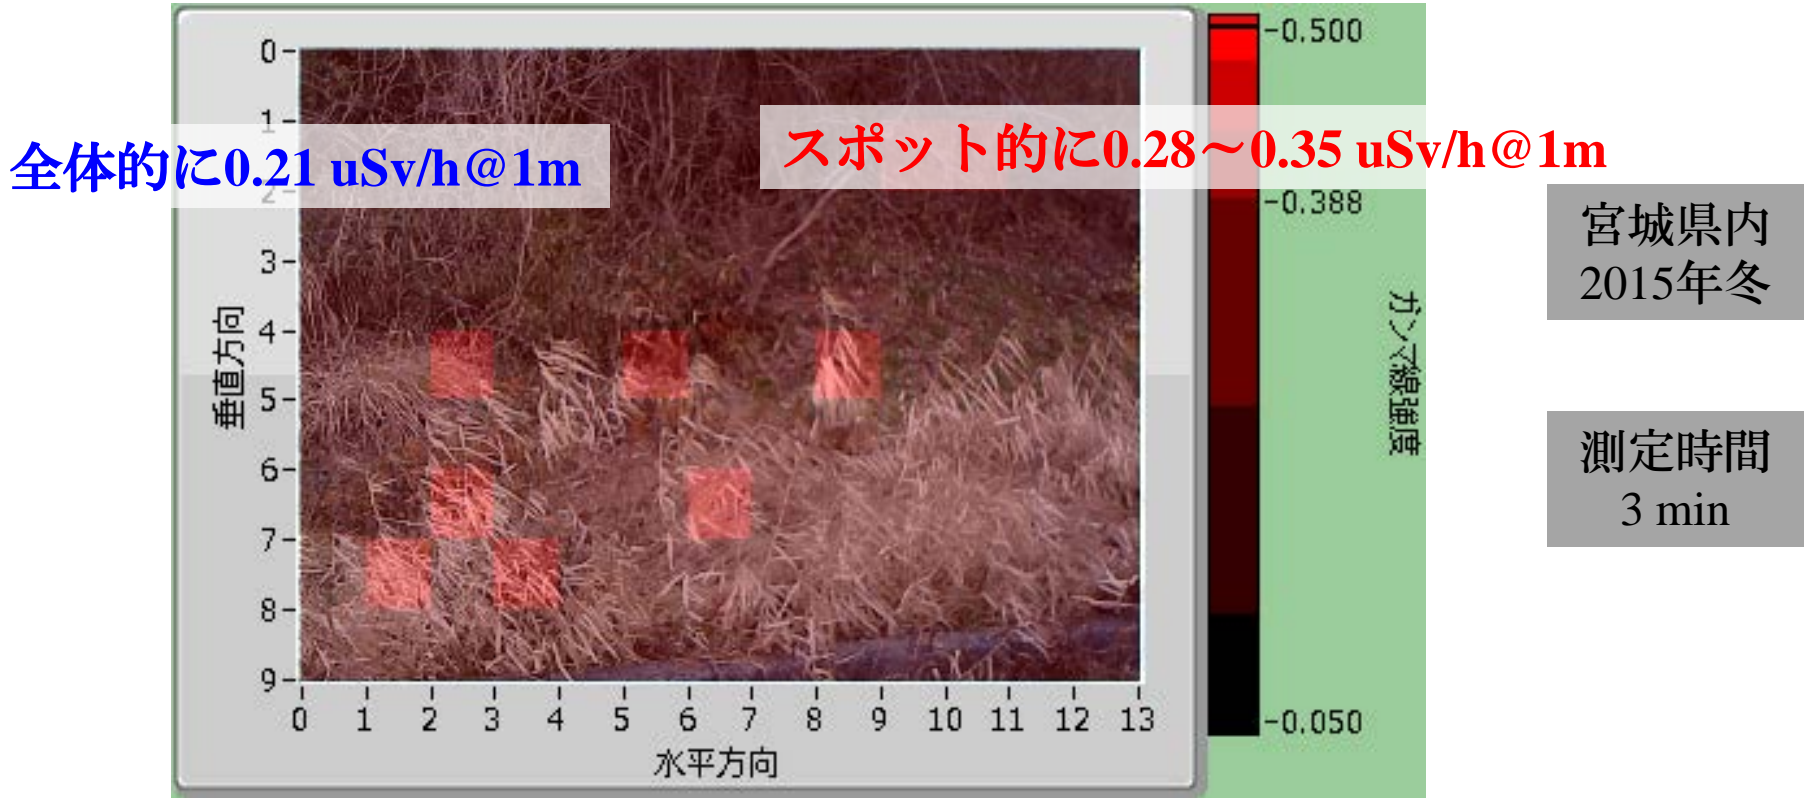 全体的に0.21 uSv/h@1m
スポット的に0.28～0.35 uSv/h@1m
宮城県内
2015年冬
測定時間
3 min
垂直方向
0
1
2
3
4
5
6
7
8
9
0 1 2 3 4 5 6 7 8 9 10 11 12 13
水平方向
-0.500
-0.388
-0.050
ガンマ線強度